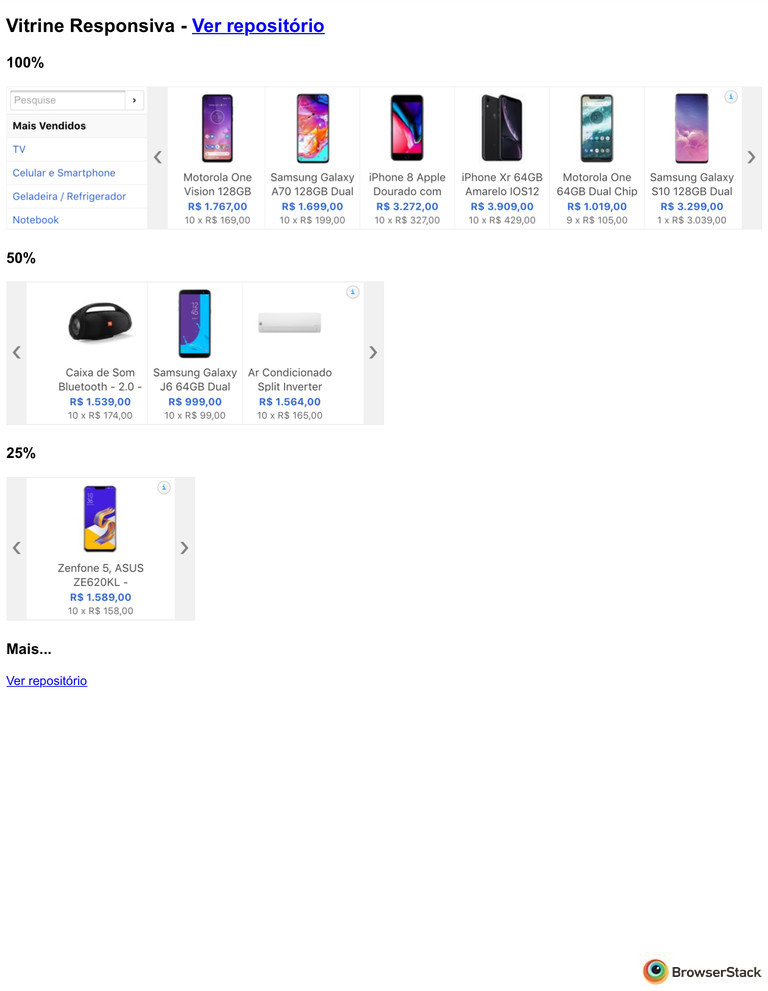 Vitrine Responsiva - Ver repositório
100%
Pesquise ›
Mais Vendidos
TV
Celular e Smartphone
Geladeira / Refrigerador
Notebook
Motorola One
Vision 128GB
R$ 1.767,00
10 x R$ 169,00
Samsung Galaxy
A70 128GB Dual
R$ 1.699,00
10 x R$ 199,00
iPhone 8 Apple
Dourado com
R$ 3.272,00
10 x R$ 327,00
iPhone Xr 64GB
Amarelo IOS12
R$ 3.909,00
10 x R$ 429,00
Motorola One
64GB Dual Chip
R$ 1.019,00
9 x R$ 105,00
Samsung Galaxy
S10 128GB Dual
R$ 3.299,00
1 x R$ 3.039,00
50%
Caixa de Som
Bluetooth - 2.0 -
R$ 1.539,00
10 x R$ 174,00
Samsung Galaxy
J6 64GB Dual
R$ 999,00
10 x R$ 99,00
Ar Condicionado
Split Inverter
R$ 1.564,00
10 x R$ 165,00
25%
Zenfone 5, ASUS
ZE620KL -
R$ 1.589,00
10 x R$ 158,00
Mais...
Ver repositório
BrowserStack